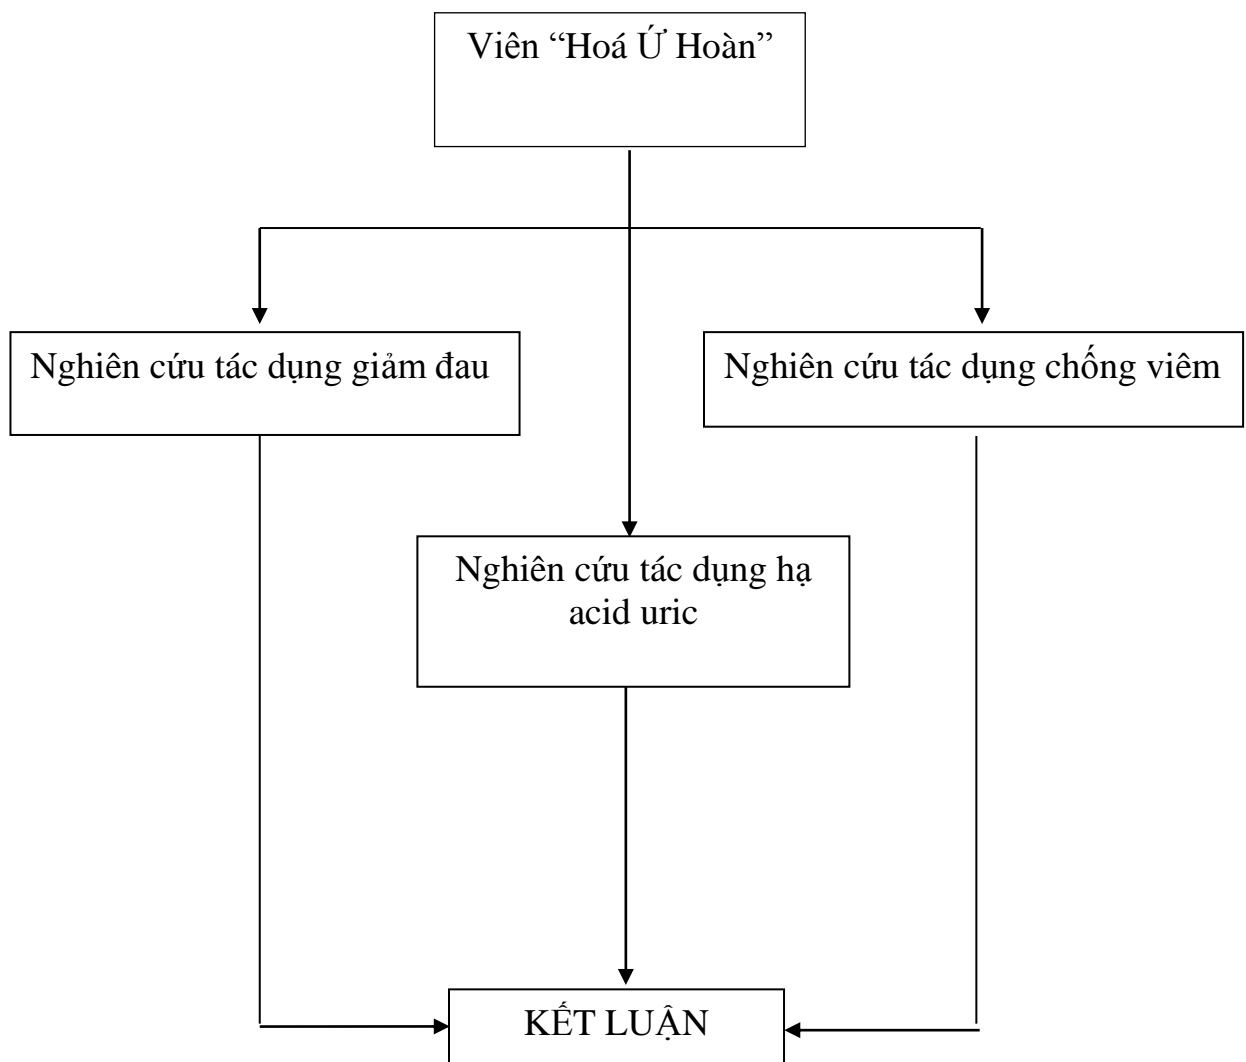 Viên “Hoá Ứ Hoàn”
Nghiên cứu tác dụng giảm đau
Nghiên cứu tác dụng chống viêm
Nghiên cứu tác dụng hạ
acid uric
KẾT LUẬN